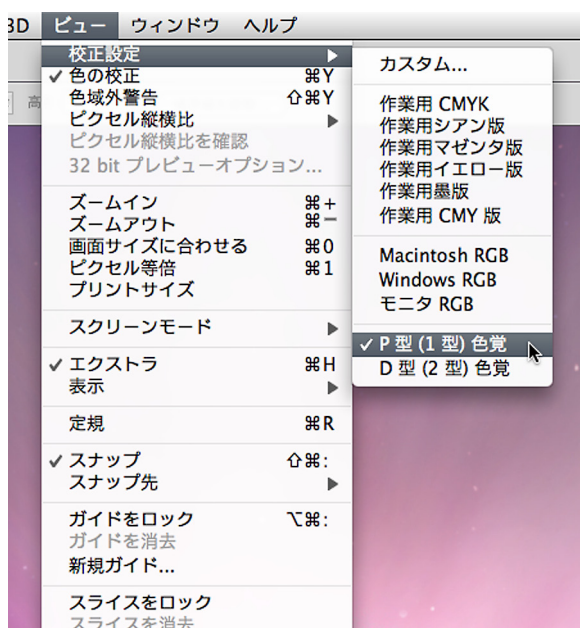 3D ビュー ウィンドウ ヘルプ
高
校正設定
✓ 色の校正 ⌘Y
色域外警告 ⇧⌘Y
ピクセル縦横比
ピクセル縦横比を確認
32 bit プレビューオプション...
ズームイン ⌘+
ズームアウト ⌘−
画面サイズに合わせる ⌘0
ピクセル等倍 ⌘1
プリントサイズ
スクリーンモード
✓ エクストラ ⌘H
表示
定規 ⌘R
✓ スナップ ⇧⌘:
スナップ先
ガイドをロック ⌥⌘:
ガイドを消去
新規ガイド...
スライスをロック
スライスを消去
カスタム...
作業用 CMYK
作業用シアン版
作業用マゼンタ版
作業用イエロー版
作業用墨版
作業用 CMY 版
Macintosh RGB
Windows RGB
モニタ RGB
✓ P 型 (1 型) 色覚
D 型 (2 型) 色覚